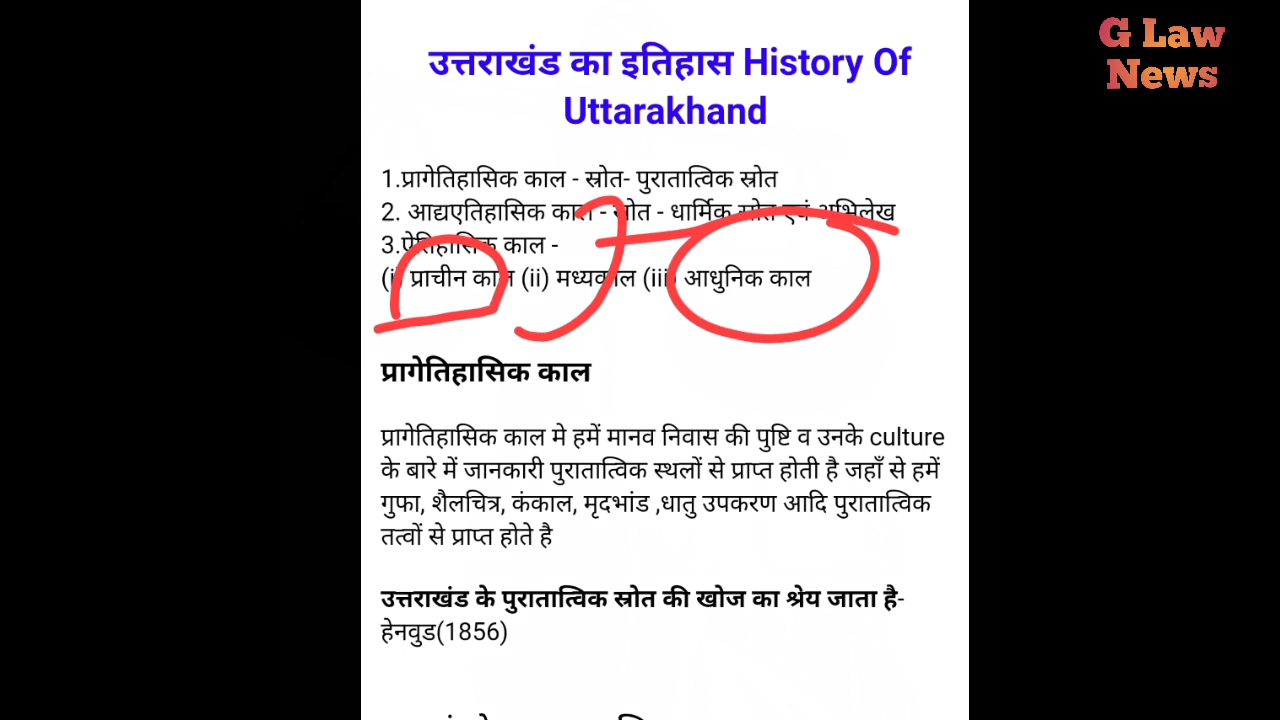 G Law
News
उत्तराखंड का इतिहास History Of
Uttarakhand
1.प्रागेतिहासिक काल - स्रोत- पुरातात्विक स्रोत
2. आद्यएतिहासिक काल - स्रोत - धार्मिक स्रोत एवं अभिलेख
3.ऐतिहासिक काल -
(i) प्राचीन काल (ii) मध्यकाल (iii) आधुनिक काल
प्रागेतिहासिक काल
प्रागेतिहासिक काल मे हमें मानव निवास की पुष्टि व उनके culture
के बारे में जानकारी पुरातात्विक स्थलों से प्राप्त होती है जहाँ से हमें
गुफा, शैलचित्र, कंकाल, मृदभांड ,धातु उपकरण आदि पुरातात्विक
तत्वों से प्राप्त होते है
उत्तराखंड के पुरातात्विक स्रोत की खोज का श्रेय जाता है-
हेनवुड(1856)